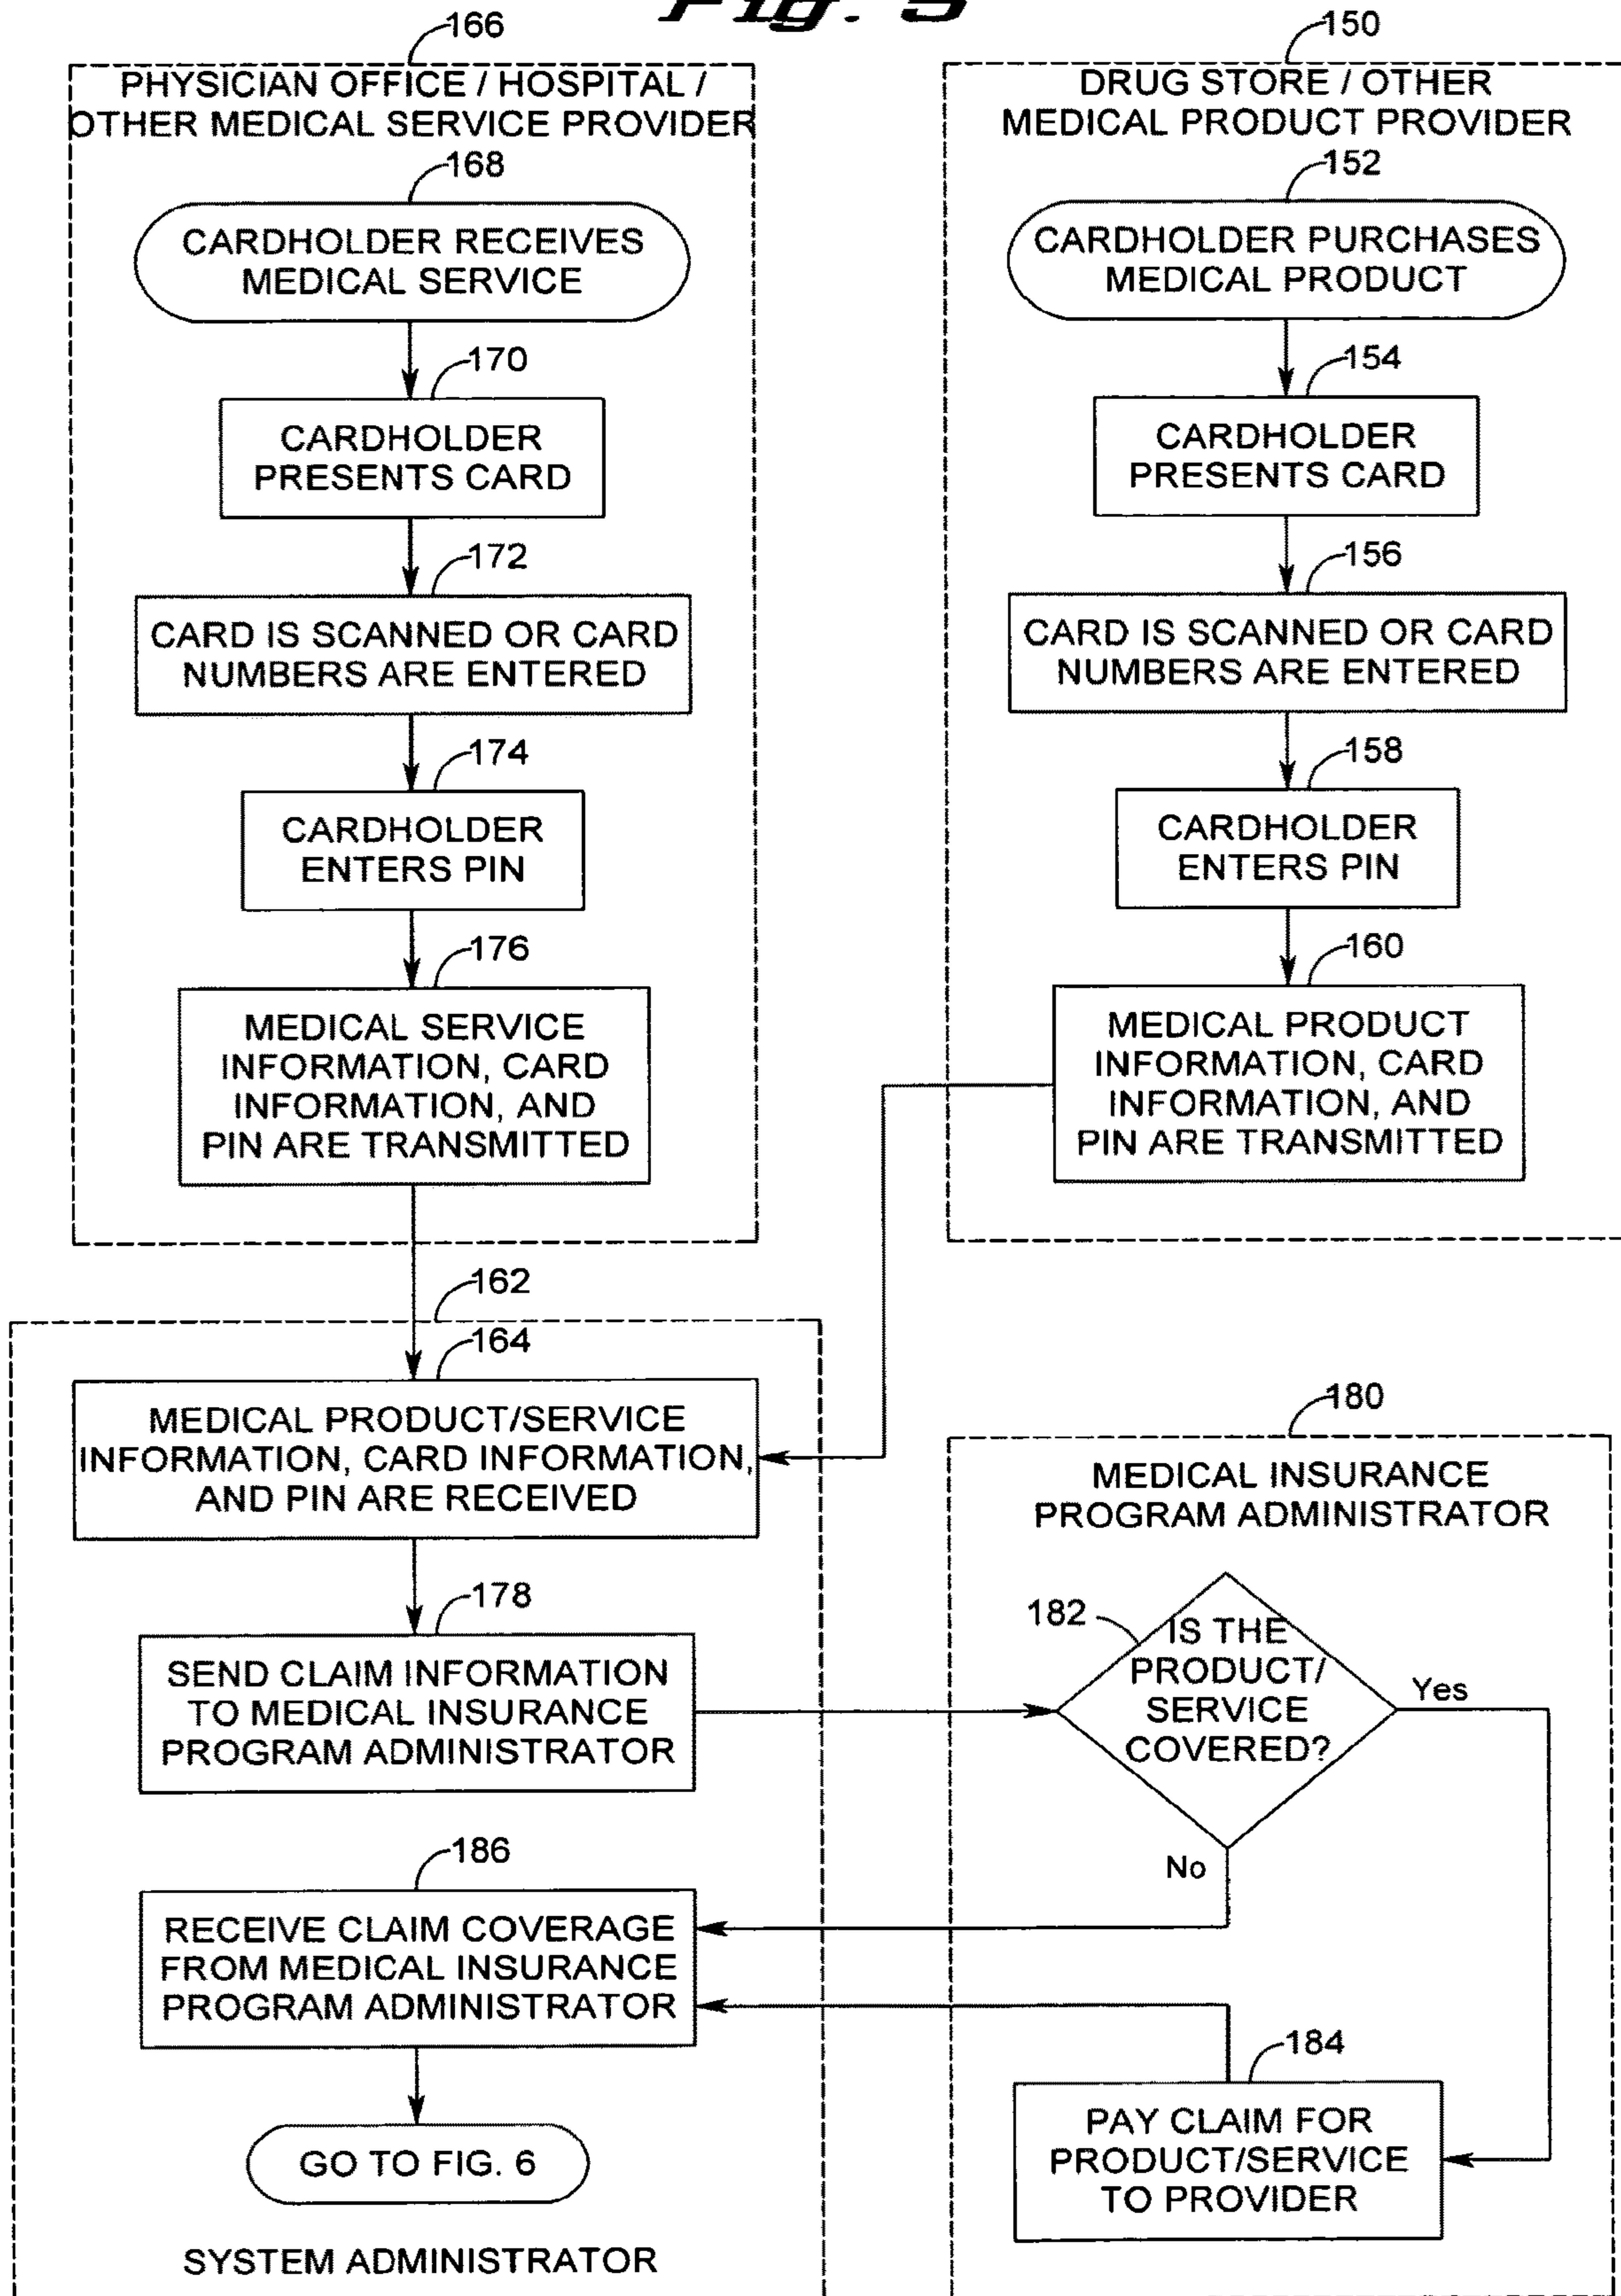 Fig. 5
166
PHYSICIAN OFFICE / HOSPITAL /
OTHER MEDICAL SERVICE PROVIDER
168
CARDHOLDER RECEIVES
MEDICAL SERVICE
170
CARDHOLDER
PRESENTS CARD
172
CARD IS SCANNED OR CARD
NUMBERS ARE ENTERED
174
CARDHOLDER
ENTERS PIN
176
MEDICAL SERVICE
INFORMATION, CARD
INFORMATION, AND
PIN ARE TRANSMITTED
150
DRUG STORE / OTHER
MEDICAL PRODUCT PROVIDER
152
CARDHOLDER PURCHASES
MEDICAL PRODUCT
154
CARDHOLDER
PRESENTS CARD
156
CARD IS SCANNED OR CARD
NUMBERS ARE ENTERED
158
CARDHOLDER
ENTERS PIN
160
MEDICAL PRODUCT
INFORMATION, CARD
INFORMATION, AND
PIN ARE TRANSMITTED
162
164
MEDICAL PRODUCT/SERVICE
INFORMATION, CARD INFORMATION,
AND PIN ARE RECEIVED
178
SEND CLAIM INFORMATION
TO MEDICAL INSURANCE
PROGRAM ADMINISTRATOR
180
MEDICAL INSURANCE
PROGRAM ADMINISTRATOR
182
IS THE
PRODUCT/
SERVICE
COVERED?
Yes
No
184
PAY CLAIM FOR
PRODUCT/SERVICE
TO PROVIDER
186
RECEIVE CLAIM COVERAGE
FROM MEDICAL INSURANCE
PROGRAM ADMINISTRATOR
GO TO FIG. 6
SYSTEM ADMINISTRATOR